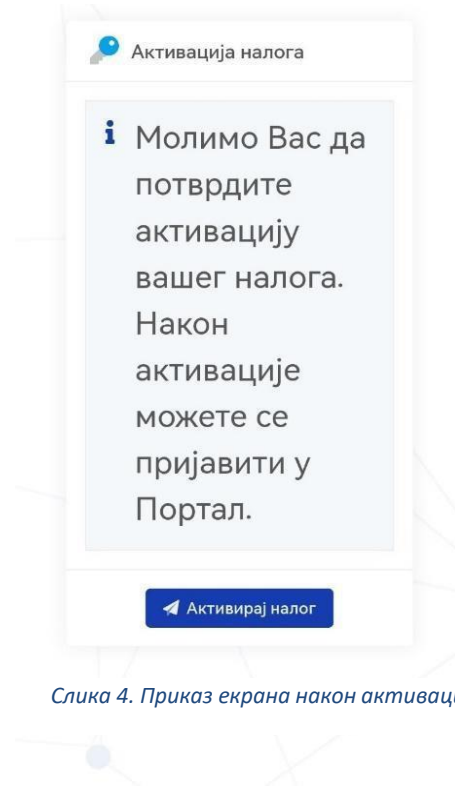 Активација налога
Молимо Вас да
потврдите
активацију
вашег налога.
Након
активације
можете се
пријавити у
Портал.
Активирај налог
Слика 4. Приказ екрана након